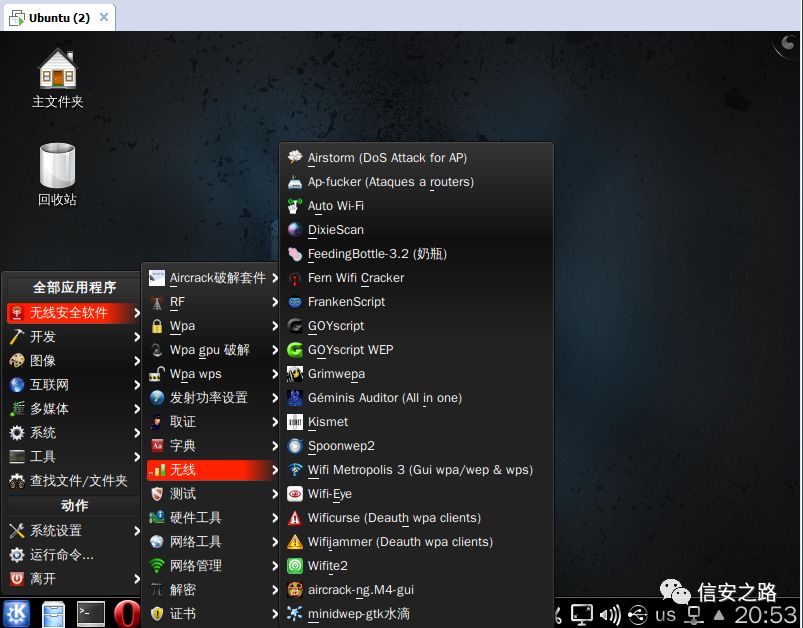 Ubuntu (2)
主文件夹
回收站
全部应用程序
无线安全软件
开发
图像
互联网
多媒体
系统
工具
查找文件/文件夹
动作
系统设置
运行命令...
离开
Aircrack破解套件
RF
Wpa
Wpa gpu 破解
Wpa wps
发射功率设置
取证
字典
无线
测试
硬件工具
网络工具
网络管理
解密
证书
Airstorm (DoS Attack for AP)
Ap-fucker (Ataques a routers)
Auto Wi-Fi
DixieScan
FeedingBottle-3.2 (奶瓶)
Fern Wifi Cracker
FrankenScript
GOYscript
GOYscript WEP
Grimwepa
Géminis Auditor (All in one)
Kismet
Spoonwep2
Wifi Metropolis 3 (Gui wpa/wep & wps)
Wifi-Eye
Wificurse (Deauth wpa clients)
Wifijammer (Deauth wpa clients)
Wifite2
aircrack-ng.M4-gui
minidwep-gtk水滴
信安之路
us
20:53